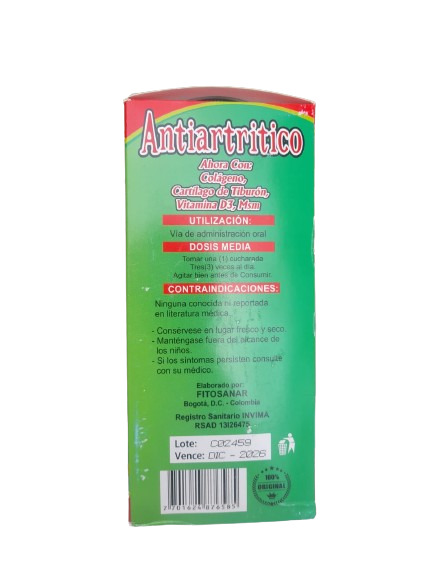 Antiartritico
Ahora Con:
Colágeno,
Cartílago de Tiburón,
Vitamina D3, Msm
UTILIZACIÓN:
Vía de administración oral
DOSIS MEDIA
Tomar una (1) cucharada
Tres(3) veces al día.
Agitar bien antes de Consumir.
CONTRAINDICACIONES:
Ninguna conocida ni reportada
en literatura médica.
- Consérvese en lugar fresco y seco.
- Manténgase fuera del alcance de
los niños.
- Si los síntomas persisten consulte
con su médico.
Elaborado por:
FITOSANAR
Bogotá, D.C. - Colombia
Registro Sanitario INVIMA
RSAD 13I26475
Lote: C02459
Vence: DIC - 2026
100%
ORIGINAL
7701424876585